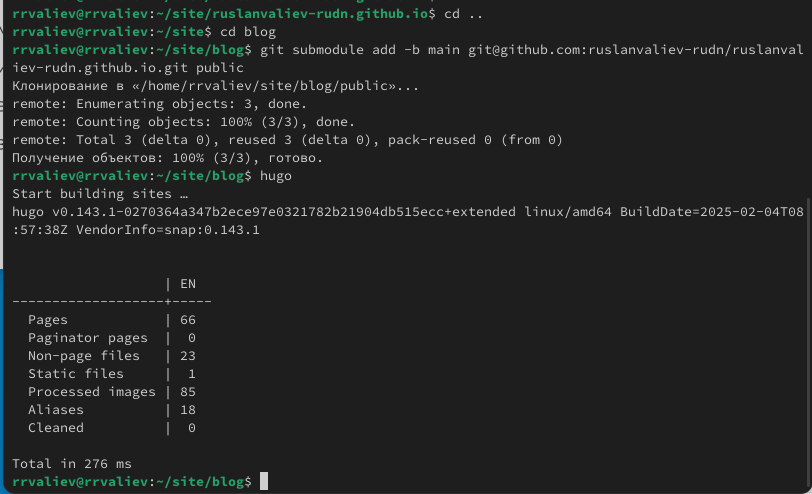 rrvaliev@rrvaliev:~/site/ruslanvaliev-rudn.github.io$ cd ..
rrvaliev@rrvaliev:~/site$ cd blog
rrvaliev@rrvaliev:~/site/blog$ git submodule add -b main git@github.com:ruslanvaliev-rudn/ruslanval
iev-rudn.github.io.git public
Клонирование в «/home/rrvaliev/site/blog/public»...
remote: Enumerating objects: 3, done.
remote: Counting objects: 100% (3/3), done.
remote: Total 3 (delta 0), reused 3 (delta 0), pack-reused 0 (from 0)
Получение объектов: 100% (3/3), готово.
rrvaliev@rrvaliev:~/site/blog$ hugo
Start building sites …
hugo v0.143.1-0270364a347b2ece97e0321782b21904db515ecc+extended linux/amd64 BuildDate=2025-02-04T08
:57:38Z VendorInfo=snap:0.143.1
                   | EN
-------------------+-----
  Pages            | 66
  Paginator pages  |  0
  Non-page files   | 23
  Static files     |  1
  Processed images | 85
  Aliases          | 18
  Cleaned          |  0
Total in 276 ms
rrvaliev@rrvaliev:~/site/blog$